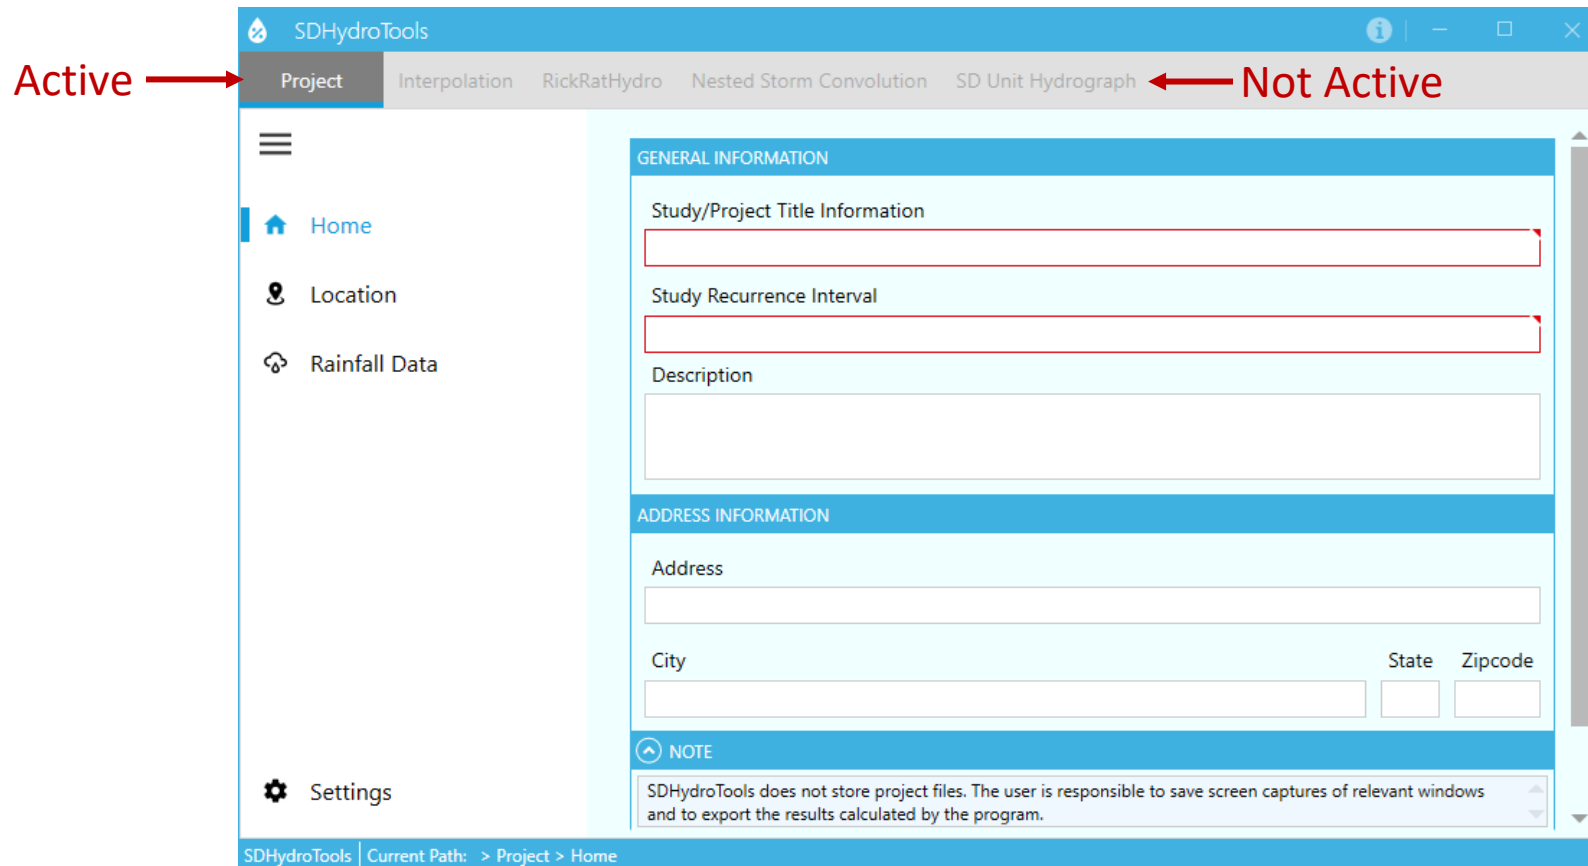 SDHydroTools
Active
Project Interpolation RickRatHydro Nested Storm Convolution SD Unit Hydrograph
Not Active
GENERAL INFORMATION
Study/Project Title Information
Home
Study Recurrence Interval
Location
Rainfall Data
Description
ADDRESS INFORMATION
Address
City State Zipcode
NOTE
Settings
SDHydroTools does not store project files. The user is responsible to save screen captures of relevant windows
and to export the results calculated by the program.
SDHydroTools Current Path: > Project > Home